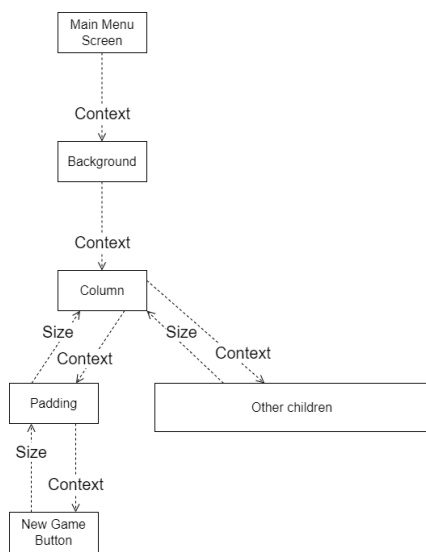 Main Menu
Screen
Context
Background
Context
Column
Size
Size
Context
Context
Padding
Other children
Size
Context
New Game
Button